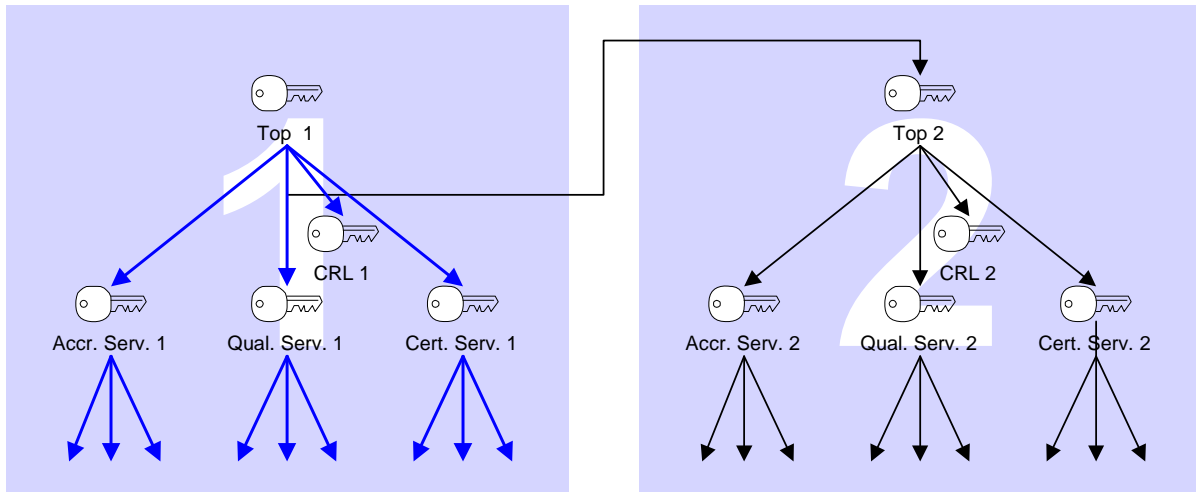 1
Top 1
CRL 1
Accr. Serv. 1
Qual. Serv. 1
Cert. Serv. 1
2
Top 2
CRL 2
Accr. Serv. 2
Qual. Serv. 2
Cert. Serv. 2